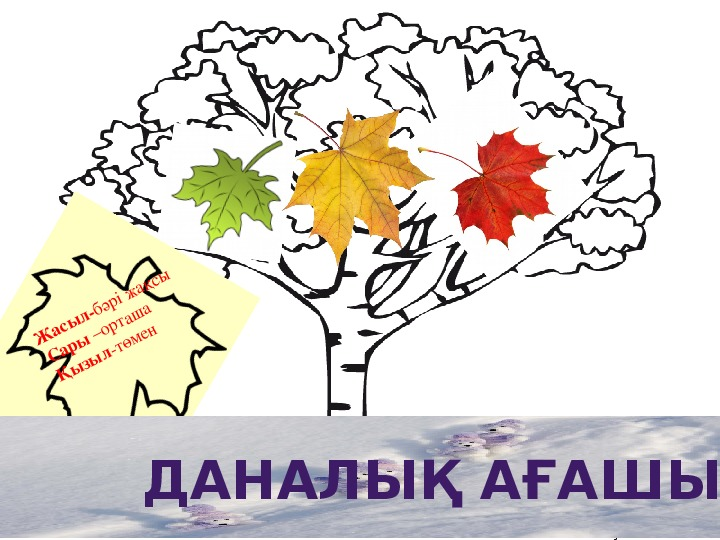 Жасыл-бәрі жақсы
Сары –орташа
Қызыл-төмен
ДАНАЛЫҚ АҒАШЫ